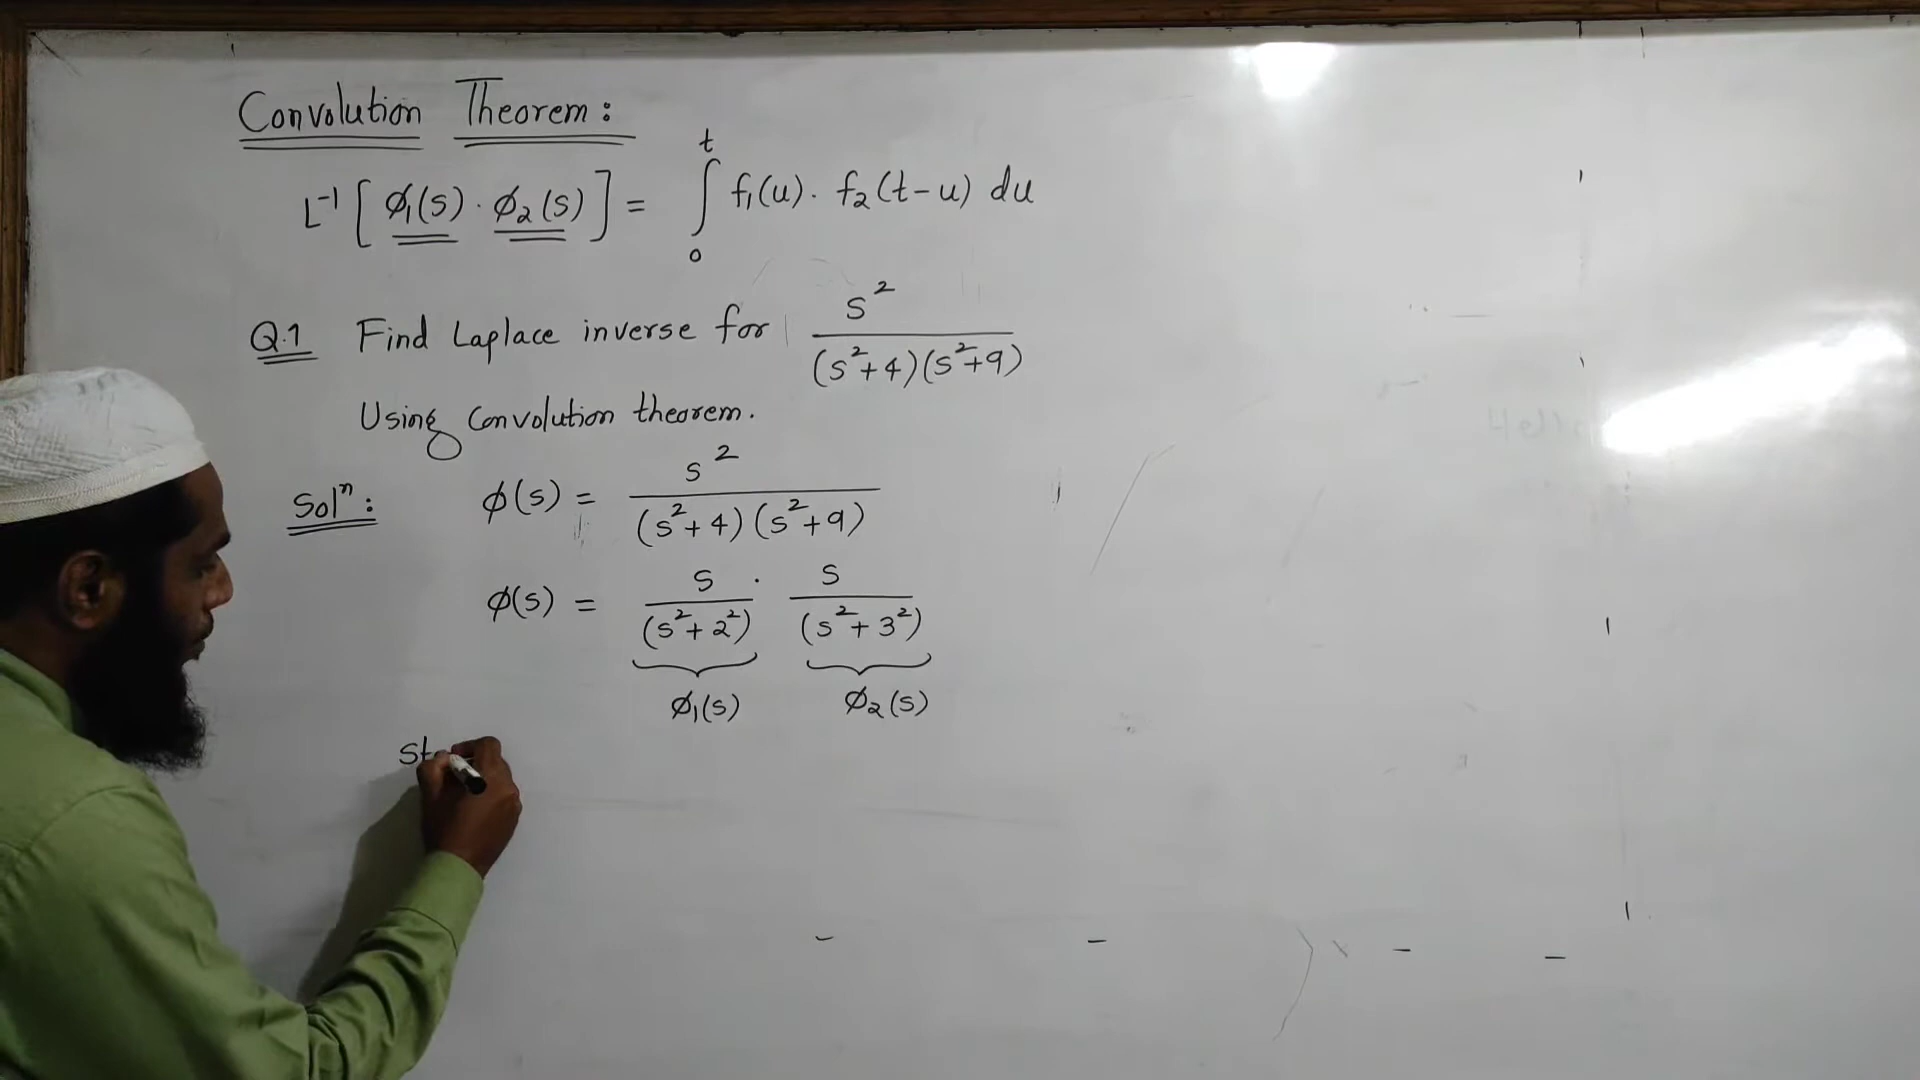 Convolution Theorem:
L⁻¹ [ ϕ₁(s) · ϕ₂(s) ] = ∫₀ᵗ f₁(u). f₂(t-u) du
Q.1 Find Laplace inverse for s² / (s²+4)(s²+9)
Using Convolution theorem.
Solⁿ: ϕ(s) = s² / (s²+4)(s²+9)
ϕ(s) = s / (s²+2²) · s / (s²+3²)
ϕ₁(s) ϕ₂(s)